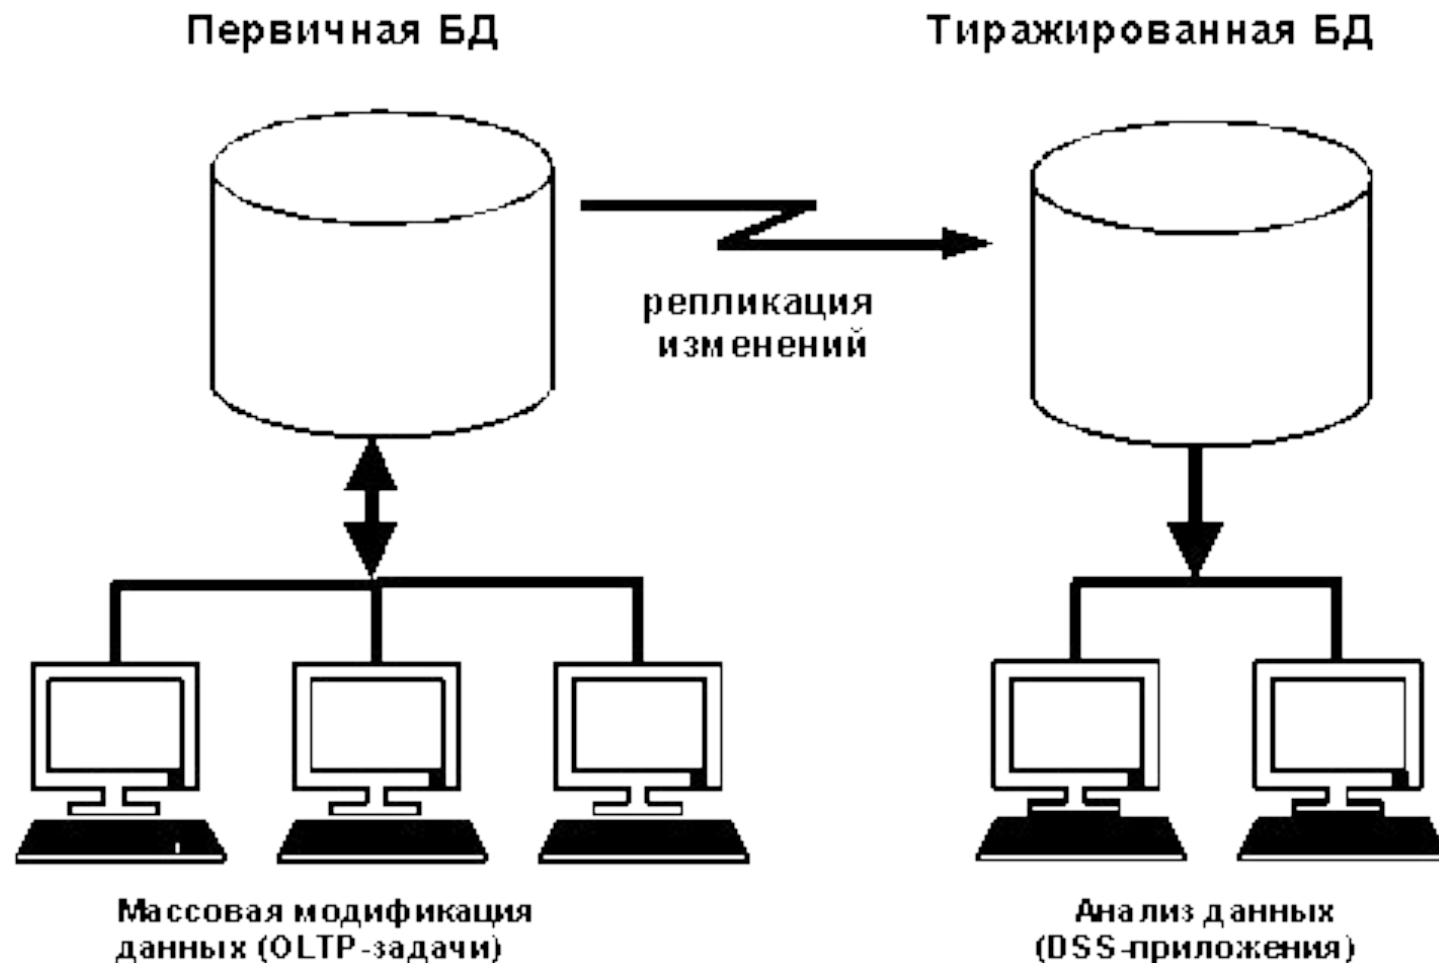 Первичная БД
Тиражированная БД
репликация
изменений
Массовая модификация
данных (OLTP-задачи)
Анализ данных
(DSS-приложения)